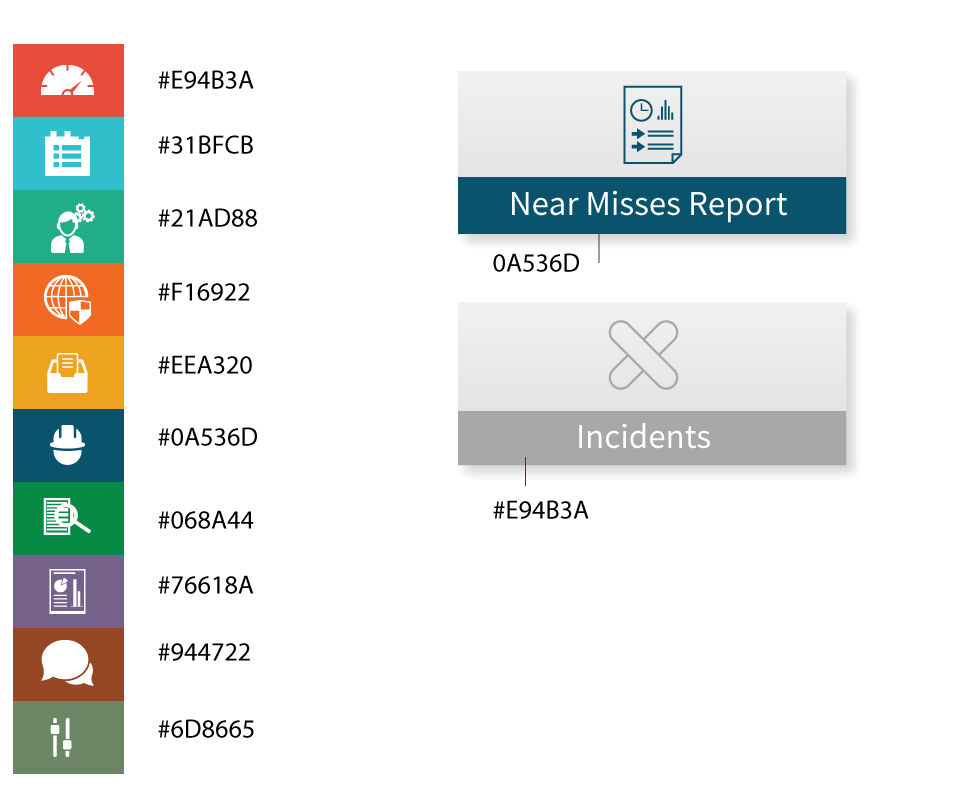 #E94B3A
#31BFCB
#21AD88
#F16922
#EEA320
#0A536D
#068A44
#76618A
#944722
#6D8665
Near Misses Report
0A536D
Incidents
#E94B3A